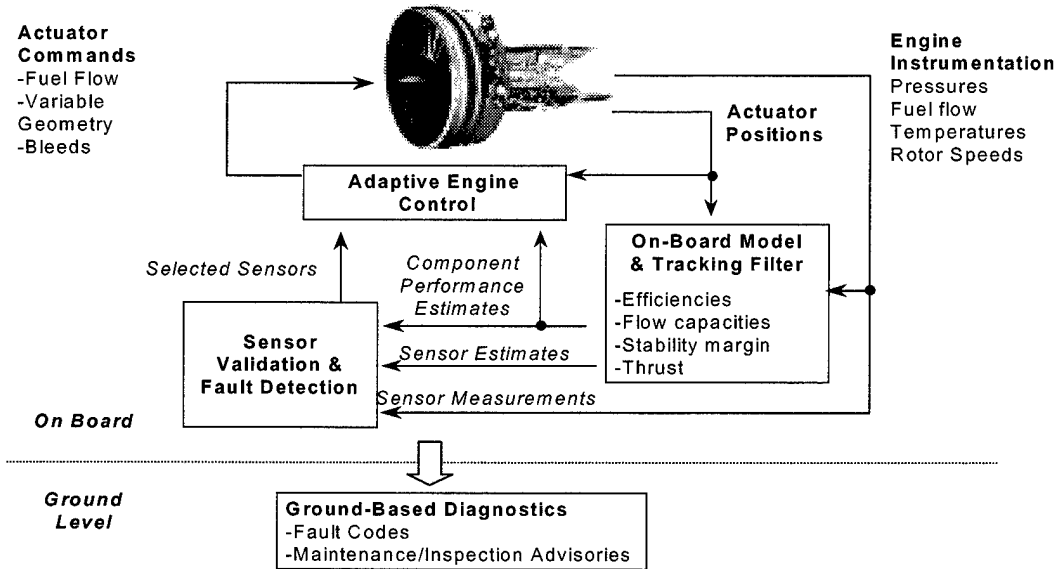 Actuator
Commands
-Fuel Flow
-Variable
Geometry
-Bleeds
Engine
Instrumentation
Pressures
Fuel flow
Temperatures
Rotor Speeds
Actuator
Positions
Adaptive Engine
Control
On-Board Model
& Tracking Filter
-Efficiencies
-Flow capacities
-Stability margin
-Thrust
Selected Sensors
Component
Performance
Estimates
Sensor
Validation &
Fault Detection
Sensor Estimates
Sensor Measurements
On Board
Ground
Level
Ground-Based Diagnostics
-Fault Codes
-Maintenance/Inspection Advisories